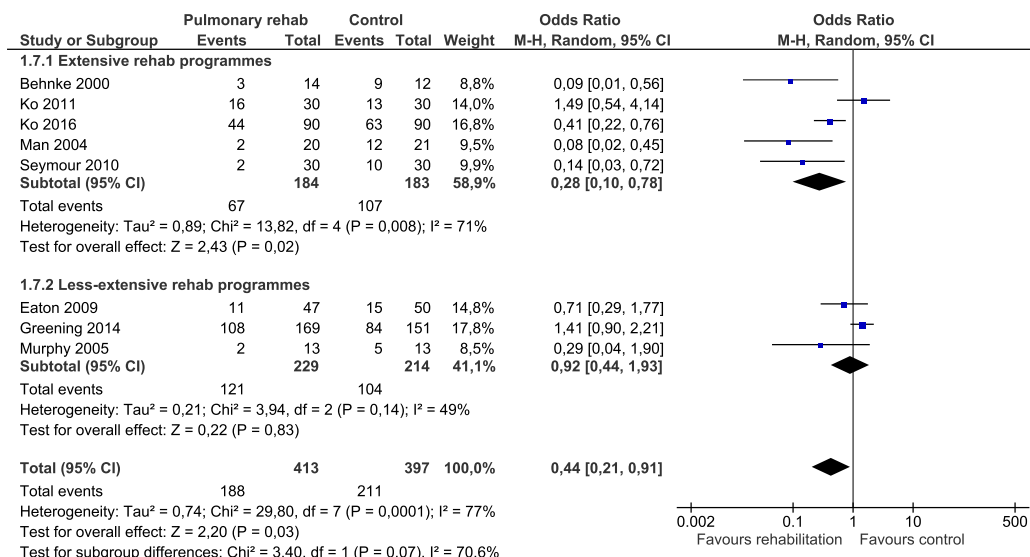 Pulmonary rehab Control Odds Ratio Odds Ratio
Study or Subgroup Events Total Events Total Weight M-H, Random, 95% CI M-H, Random, 95% CI
1.7.1 Extensive rehab programmes
Behnke 2000 3 14 9 12 8,8% 0,09 [0,01, 0,56]
Ko 2011 16 30 13 30 14,0% 1,49 [0,54, 4,14]
Ko 2016 44 90 63 90 16,8% 0,41 [0,22, 0,76]
Man 2004 2 20 12 21 9,5% 0,08 [0,02, 0,45]
Seymour 2010 2 30 10 30 9,9% 0,14 [0,03, 0,72]
Subtotal (95% CI) 184 183 58,9% 0,28 [0,10, 0,78]
Total events 67 107
Heterogeneity: Tau² = 0,89; Chi² = 13,82, df = 4 (P = 0,008); I² = 71%
Test for overall effect: Z = 2,43 (P = 0,02)
1.7.2 Less-extensive rehab programmes
Eaton 2009 11 47 15 50 14,8% 0,71 [0,29, 1,77]
Greening 2014 108 169 84 151 17,8% 1,41 [0,90, 2,21]
Murphy 2005 2 13 5 13 8,5% 0,29 [0,04, 1,90]
Subtotal (95% CI) 229 214 41,1% 0,92 [0,44, 1,93]
Total events 121 104
Heterogeneity: Tau² = 0,21; Chi² = 3,94, df = 2 (P = 0,14); I² = 49%
Test for overall effect: Z = 0,22 (P = 0,83)
Total (95% CI) 413 397 100,0% 0,44 [0,21, 0,91]
Total events 188 211
Heterogeneity: Tau² = 0,74; Chi² = 29,80, df = 7 (P = 0,0001); I² = 77%
Test for overall effect: Z = 2,20 (P = 0,03)
Test for subgroup differences: Chi² = 3,40, df = 1 (P = 0,07), I² = 70,6%
0.002 0.1 1 10 500
Favours rehabilitation Favours control